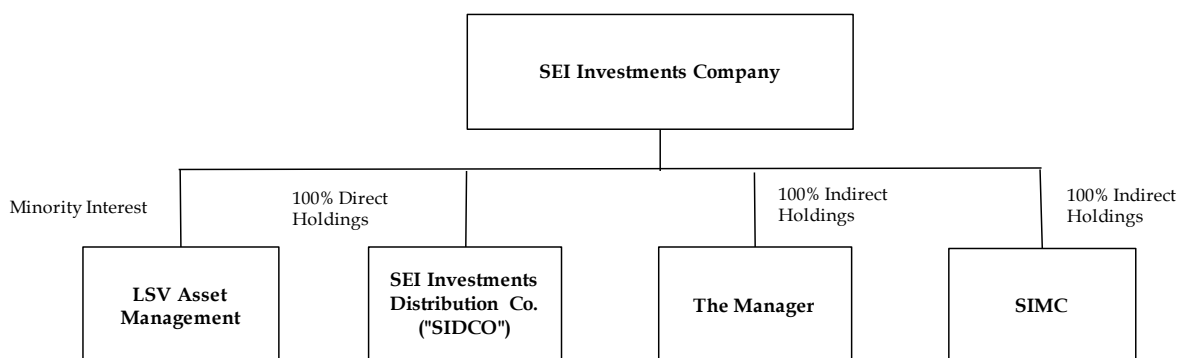 SEI Investments Company
Minority Interest
100% Direct
Holdings
100% Indirect
Holdings
100% Indirect
Holdings
LSV Asset
Management
SEI Investments
Distribution Co.
("SIDCO")
The Manager
SIMC